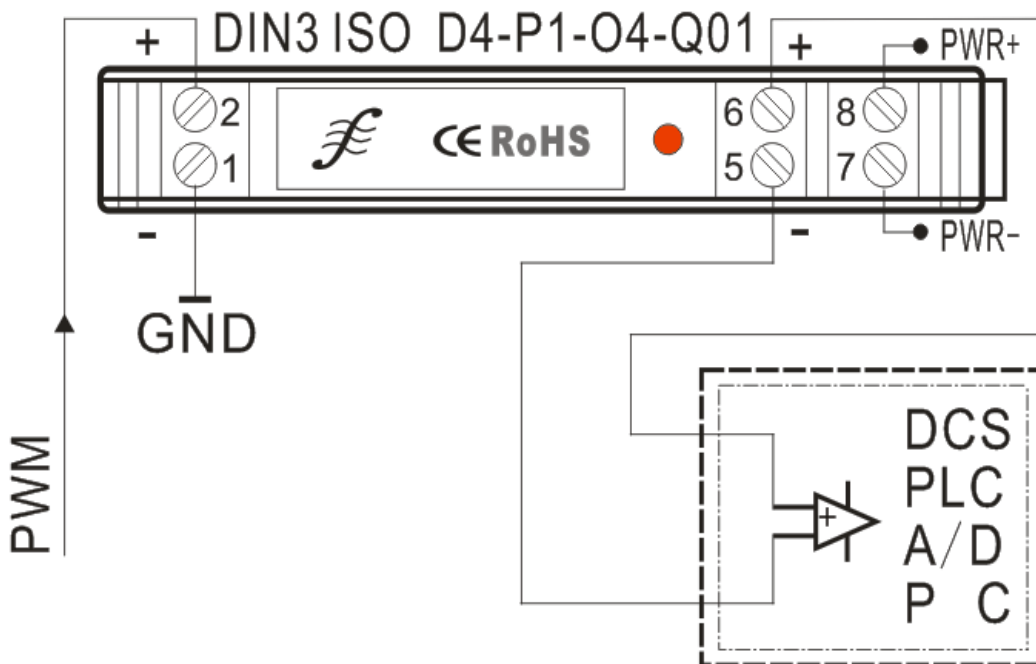 DIN3 ISO D4-P1-O4-Q01
+
+
PWR+
2
6
8
CE RoHS
1
5
7
-
-
PWR-
GND
PWM
DCS
PLC
+
A/D
P C